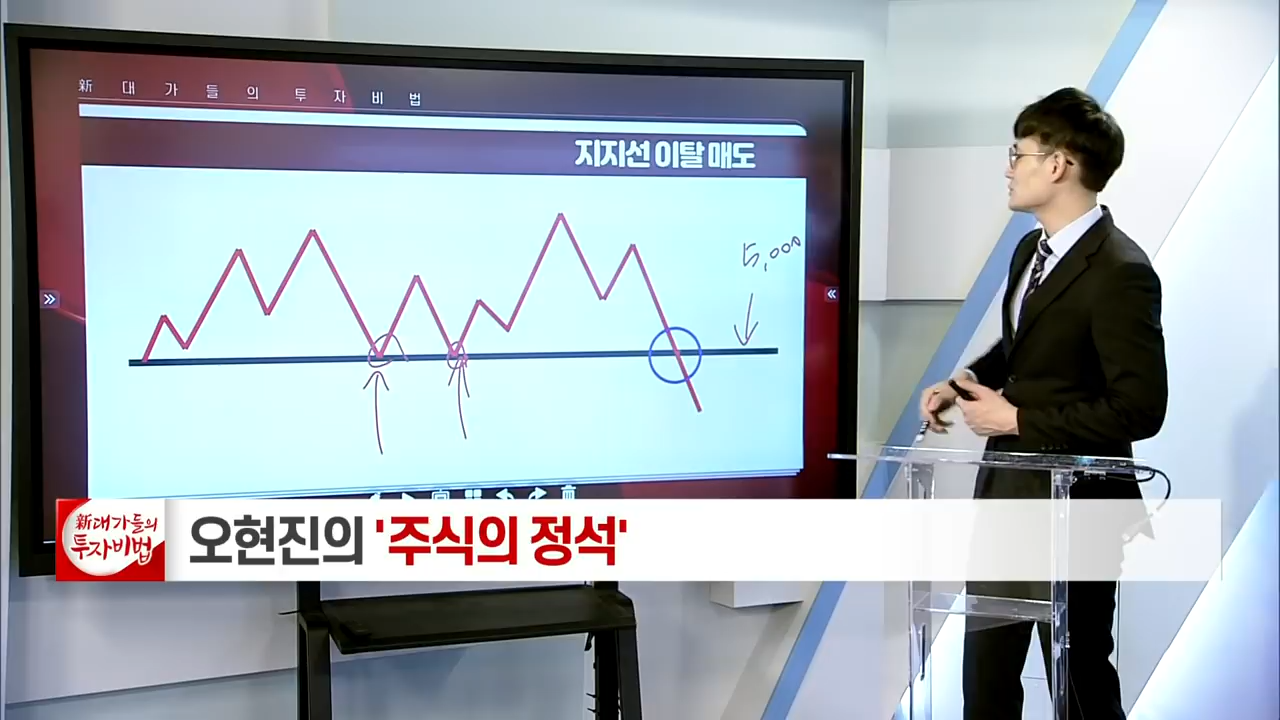 新 대 가 들 의 투 자 비 법
지지선 이탈 매도
5,000
新대가들의
투자비법
오현진의 '주식의 정석'